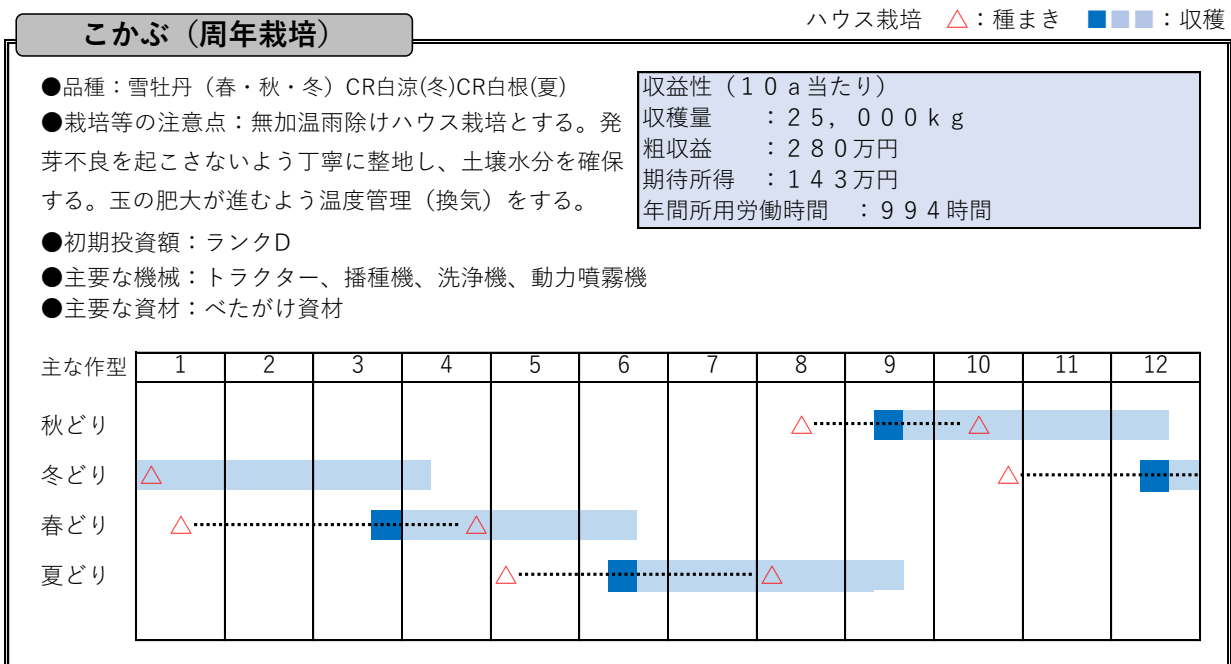 ハウス栽培 △：種まき ■■■：収穫
こかぶ（周年栽培）
●品種：雪牡丹（春・秋・冬）CR白涼(冬)CR白根(夏)
●栽培等の注意点：無加温雨除けハウス栽培とする。発
芽不良を起こさないよう丁寧に整地し、土壌水分を確保
する。玉の肥大が進むよう温度管理（換気）をする。
●初期投資額：ランクD
●主要な機械：トラクター、播種機、洗浄機、動力噴霧機
●主要な資材：べたがけ資材
収益性（１０ａ当たり）
収穫量 ：２５，０００ｋｇ
粗収益 ：２８０万円
期待所得 ：１４３万円
年間所用労働時間 ：９９４時間
主な作型 1 2 3 4 5 6 7 8 9 10 11 12
秋どり
冬どり
春どり
夏どり